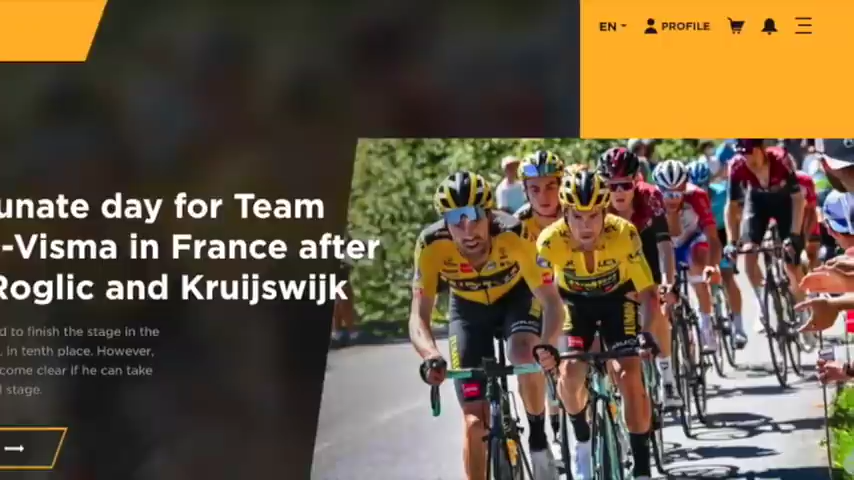 EN
PROFILE
unate day for Team
-Visma in France after
Roglic and Kruijswijk
d to finish the stage in the
. in tenth place. However,
come clear if he can take
stage.